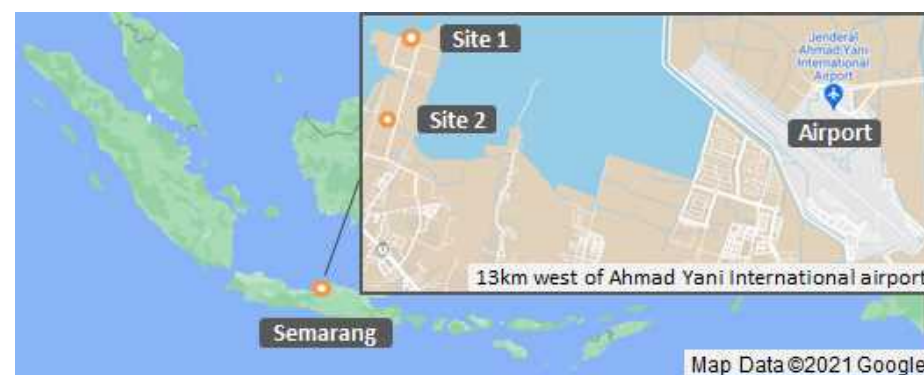 Site 1
Jenderal
Ahmad Yani
International
Airport
Site 2
Airport
13km west of Ahmad Yani International airport
Semarang
Map Data ©2021 Google